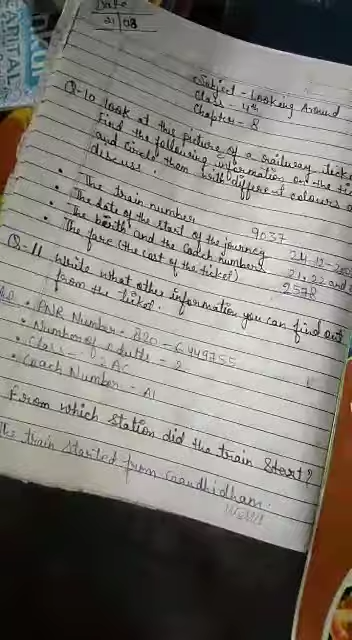 Date
21/08
Subject - Looking Around
Class - 4th
Chapter - 8
Q-10 Look at this picture of a railway ticket
Find the following information on the
and Circle them with different colours
discuss.
• The train number 9037
• The date of the start of the journey 24-12-
• The berth and the Coach numbers 21,22 and
• The fare (the cost of the ticket) 2578
Q-11 Write what other information you can find out
from the ticket.
• PNR Number - 820 - 6449755
• Number of adults - 2
• Class - 2AC
• Coach Number - A1
From which station did the train start?
The train started from Gandhidham.